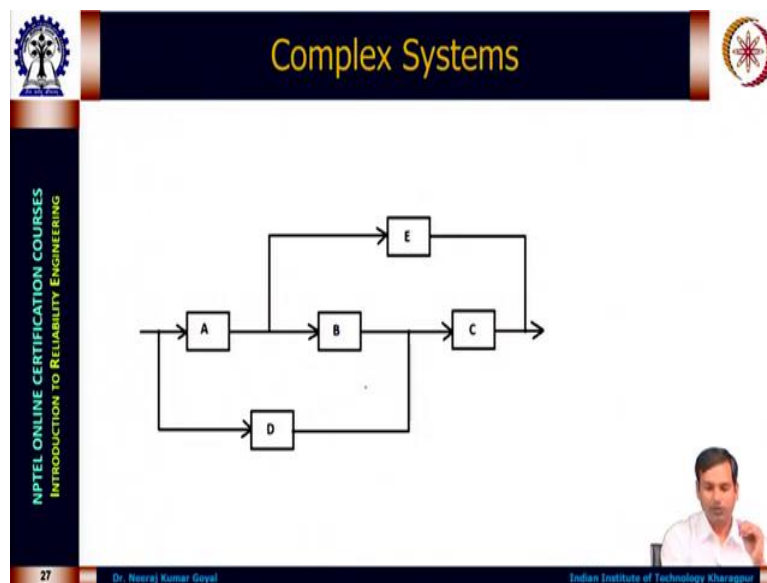 Complex Systems
NPTEL ONLINE CERTIFICATION COURSES
INTRODUCTION TO RELIABILITY ENGINEERING
E
A
B
C
D
27
Dr. Neeraj Kumar Goyal
Indian Institute of Technology Kharagpur